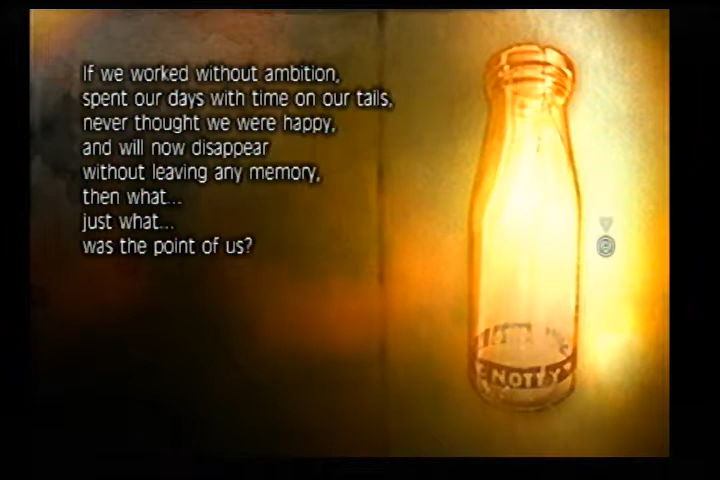 If we worked without ambition,
spent our days with time on our tails,
never thought we were happy,
and will now disappear
without leaving any memory,
then what...
just what...
was the point of us?
NOTTY